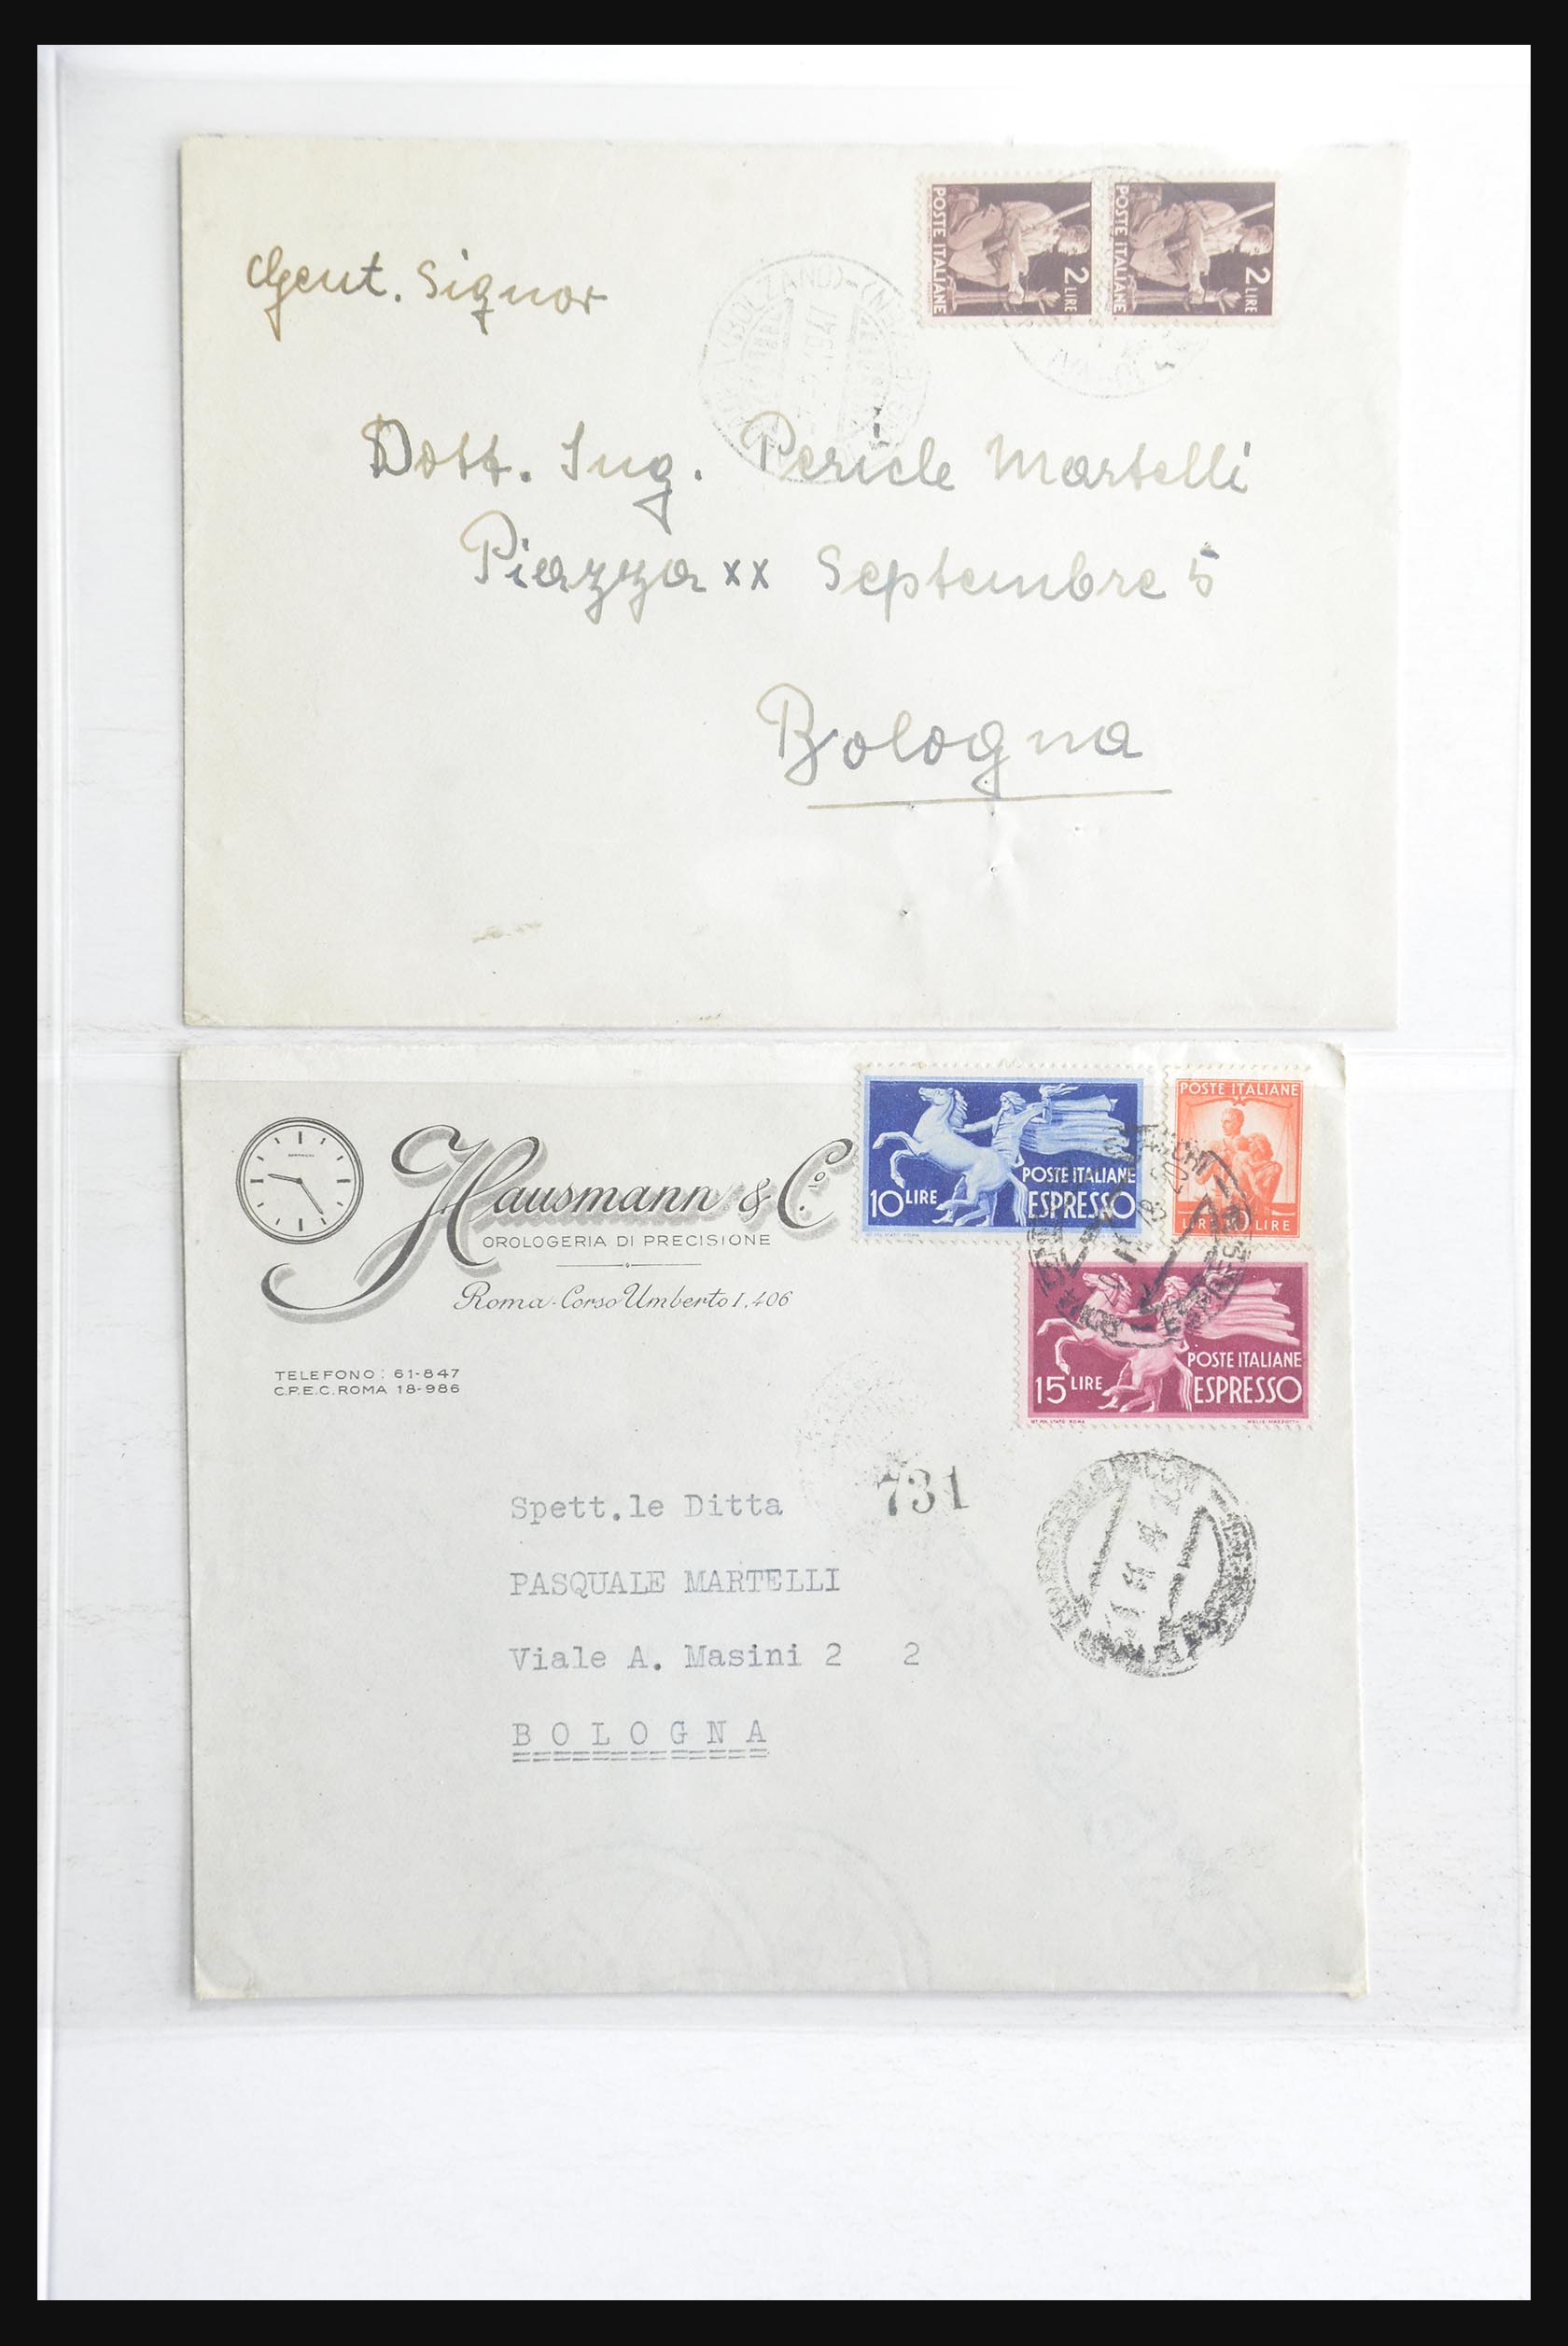 POSTE ITALIANE
2 LIRE
POSTE ITALIANE
2 LIRE
(BOLZANO)
Gent. Signor
Dott. Ing. Pericle Martelli
Piazza xx Septembre 5
Bologna
Hausmann & Co.
OROLOGERIA DI PRECISIONE
Roma - Corso Umberto I, 406
TELEFONO: 61-847
C.P.E.C. ROMA 18-986
POSTE ITALIANE
10 LIRE ESPRESSO
POSTE ITALIANE
LIRE LIRE
POSTE ITALIANE
15 LIRE ESPRESSO
731
Spett.le Ditta
PASQUALE MARTELLI
Viale A. Masini 2 2
BOLOGNA